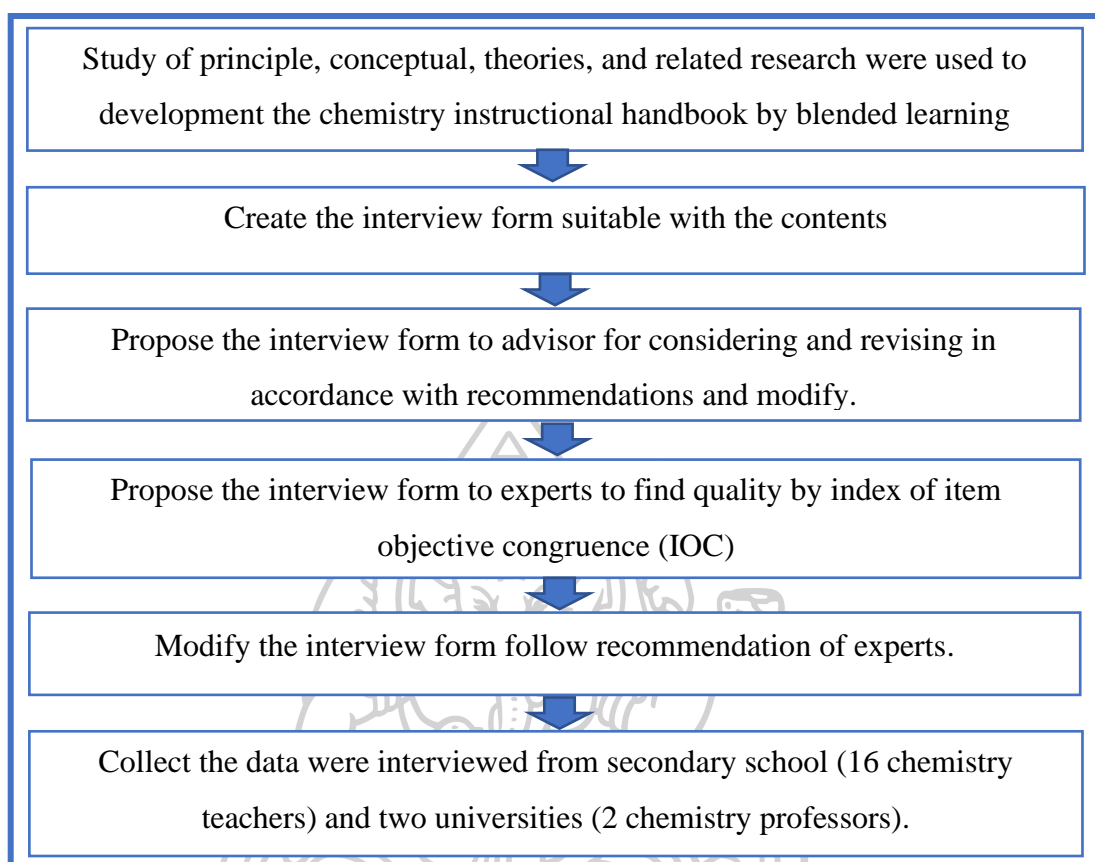 Study of principle, conceptual, theories, and related research were used to
development the chemistry instructional handbook by blended learning
Create the interview form suitable with the contents
Propose the interview form to advisor for considering and revising in
accordance with recommendations and modify.
Propose the interview form to experts to find quality by index of item
objective congruence (IOC)
Modify the interview form follow recommendation of experts.
Collect the data were interviewed from secondary school (16 chemistry
teachers) and two universities (2 chemistry professors).